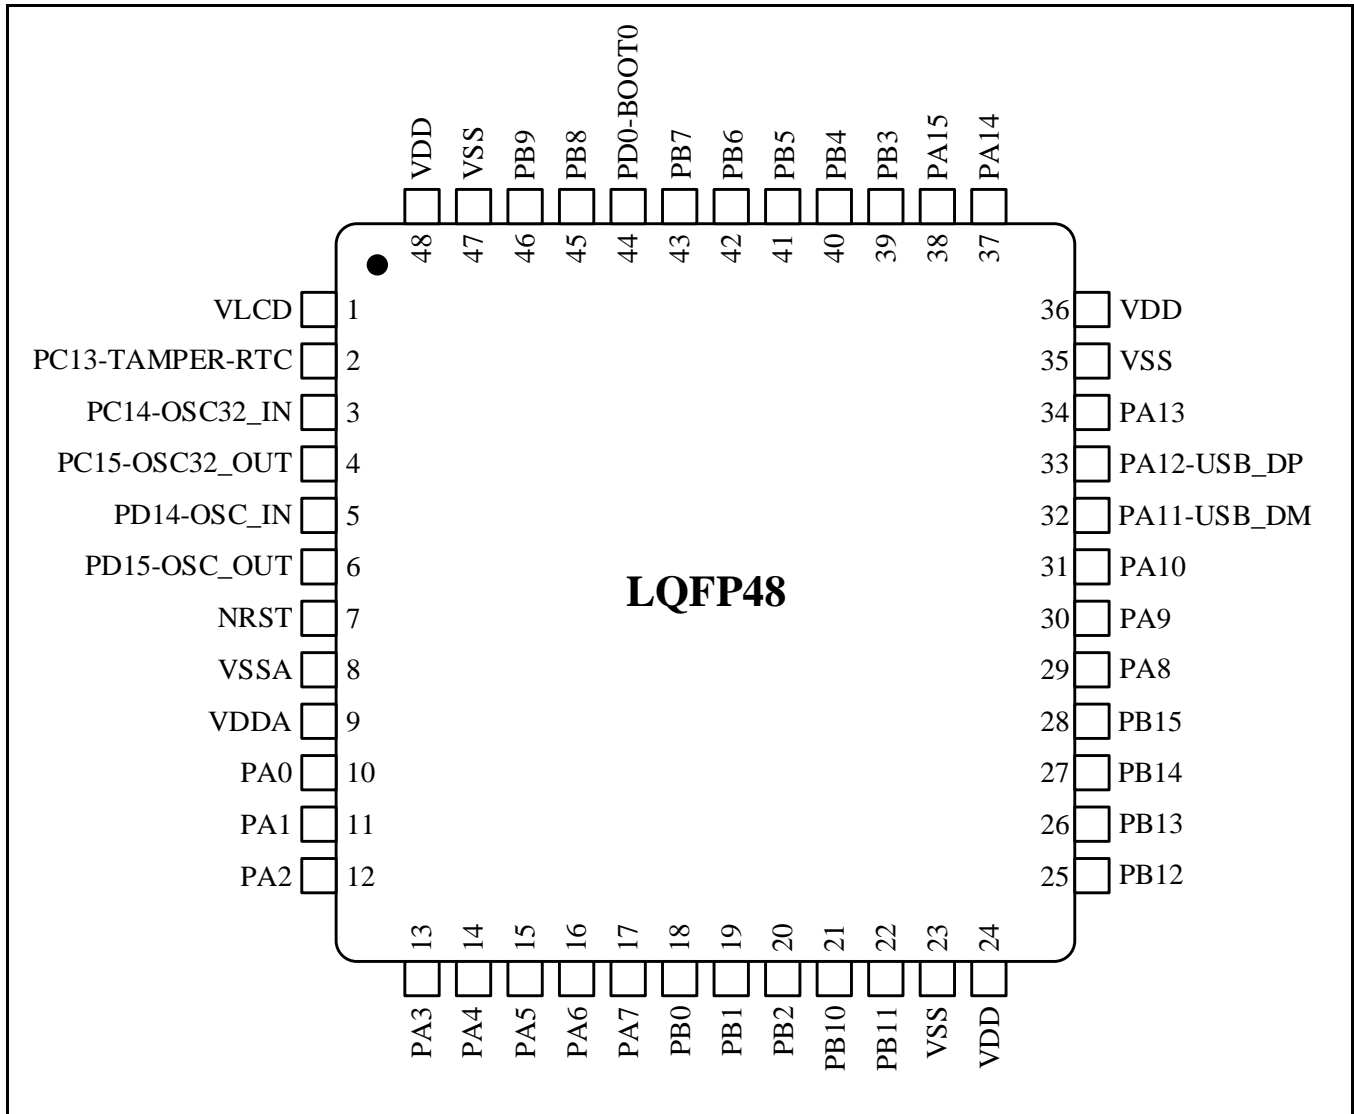 VDD
VSS
PB9
PB8
PD0-BOOT0
PB7
PB6
PB5
PB4
PB3
PA15
PA14
48
47
46
45
44
43
42
41
40
39
38
37
VLCD 1
PC13-TAMPER-RTC 2
PC14-OSC32_IN 3
PC15-OSC32_OUT 4
PD14-OSC_IN 5
PD15-OSC_OUT 6
NRST 7
VSSA 8
VDDA 9
PA0 10
PA1 11
PA2 12
LQFP48
36 VDD
35 VSS
34 PA13
33 PA12-USB_DP
32 PA11-USB_DM
31 PA10
30 PA9
29 PA8
28 PB15
27 PB14
26 PB13
25 PB12
13
14
15
16
17
18
19
20
21
22
23
24
PA3
PA4
PA5
PA6
PA7
PB0
PB1
PB2
PB10
PB11
VSS
VDD